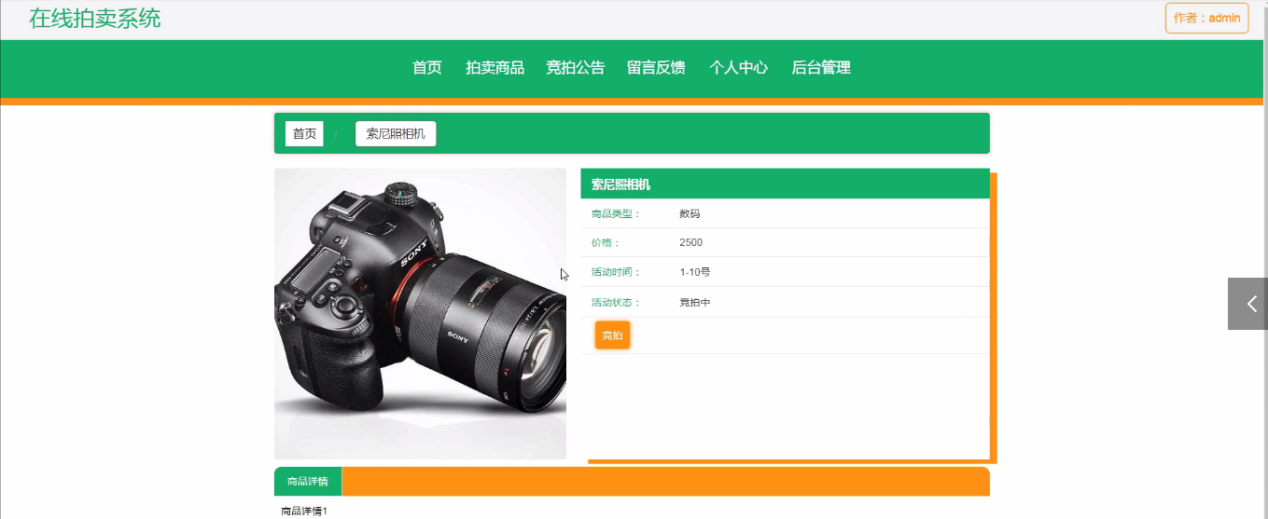 在线拍卖系统
作者：admin
首页 拍卖商品 竞拍公告 留言反馈 个人中心 后台管理
首页 / 索尼照相机
SONY
SONY
索尼照相机
商品类型： 数码
价格： 2500
活动时间： 1-10号
活动状态： 竞拍中
竞拍
商品详情
商品详情1